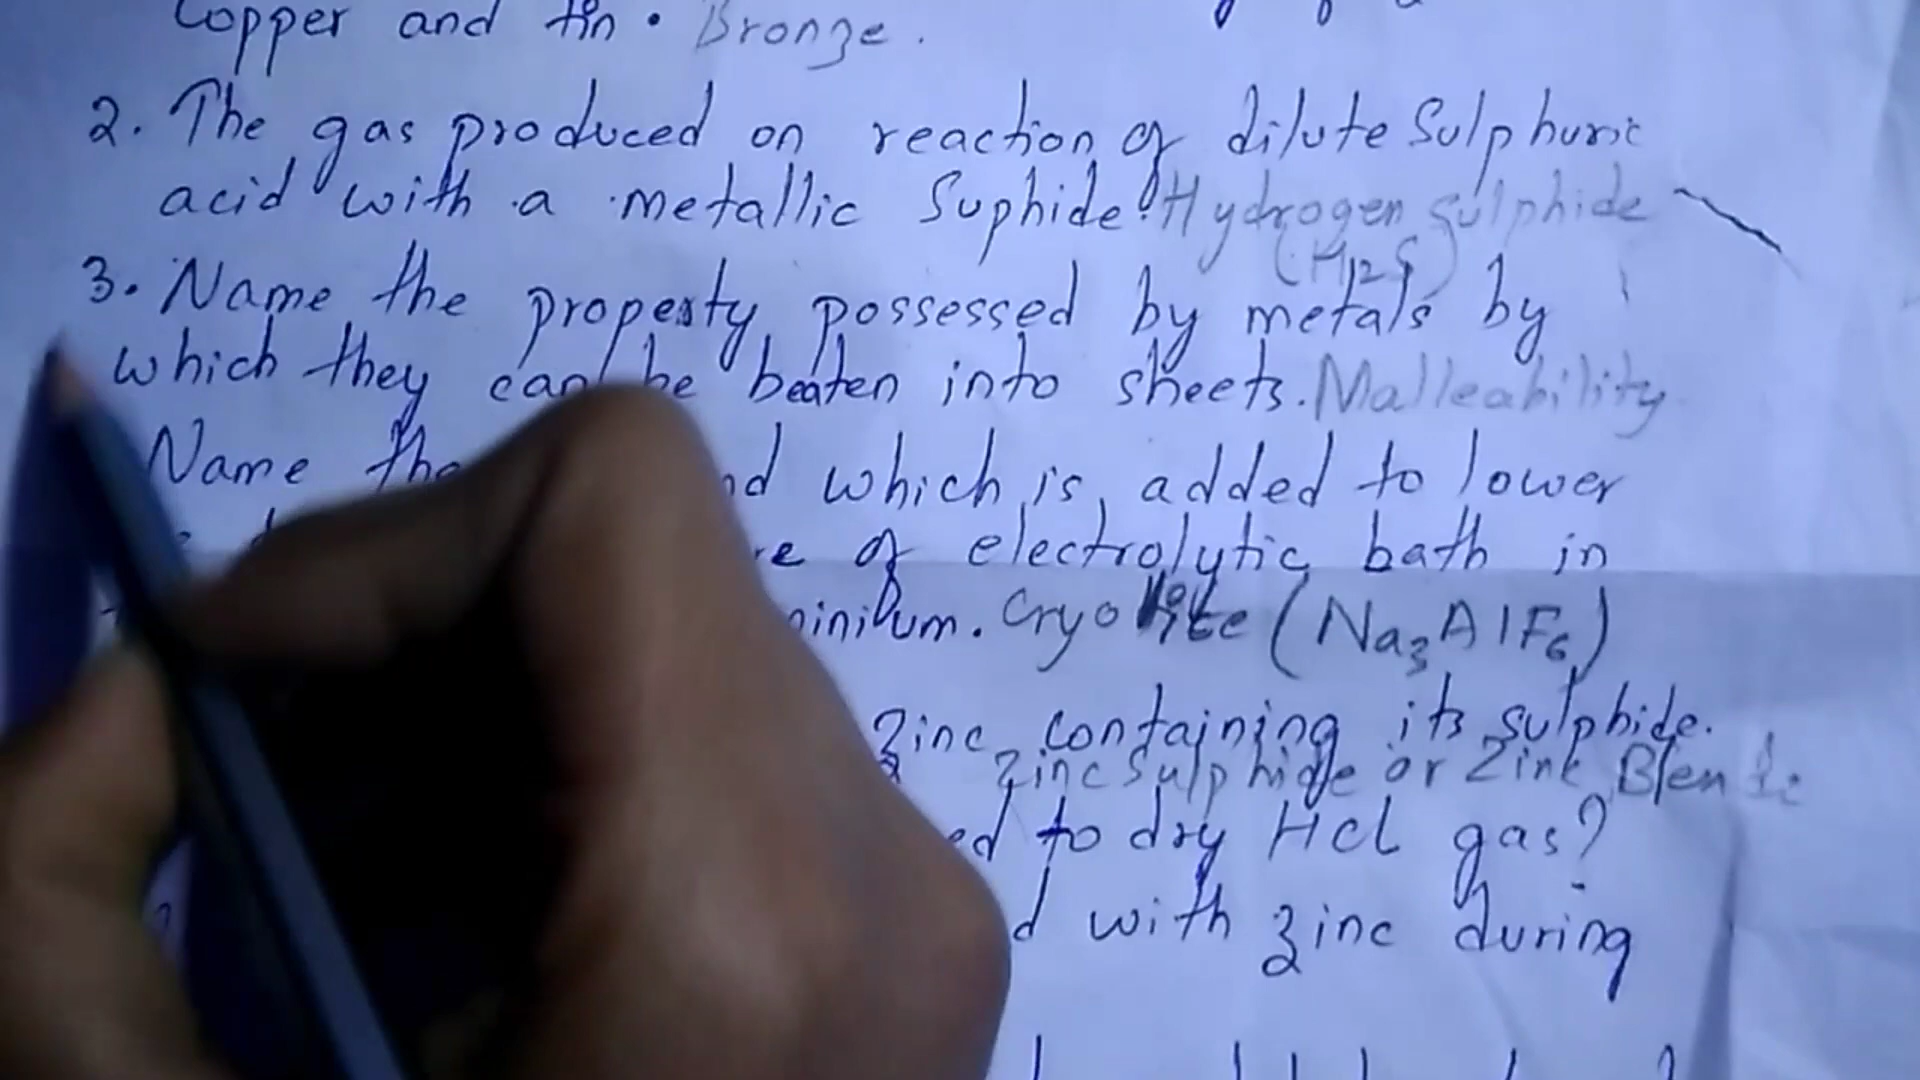 Copper and tin. Bronze.
2. The gas produced on reaction of dilute Sulphuric
acid with a metallic Suphide. Hydrogen sulphide
(H2S)
3. Name the property possessed by metals by
which they can be beaten into sheets. Malleability
Name the which is added to lower
of electrolytic bath in
Cryolite (Na3AlF6)
Zinc containing its sulphide.
Zinc Sulphide or Zink Blende
to dry HCl gas?
with zinc during